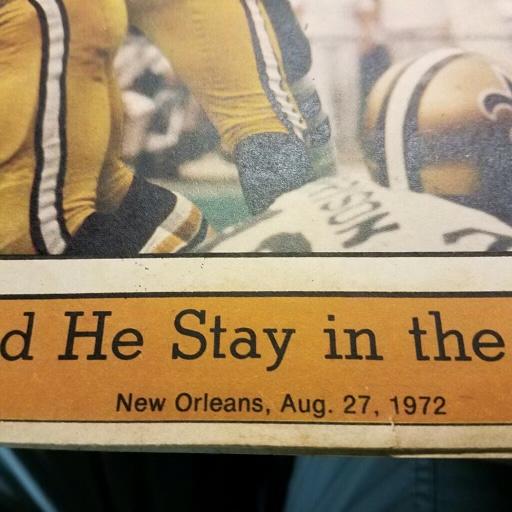 d He Stay in the
New Orleans, Aug. 27, 1972